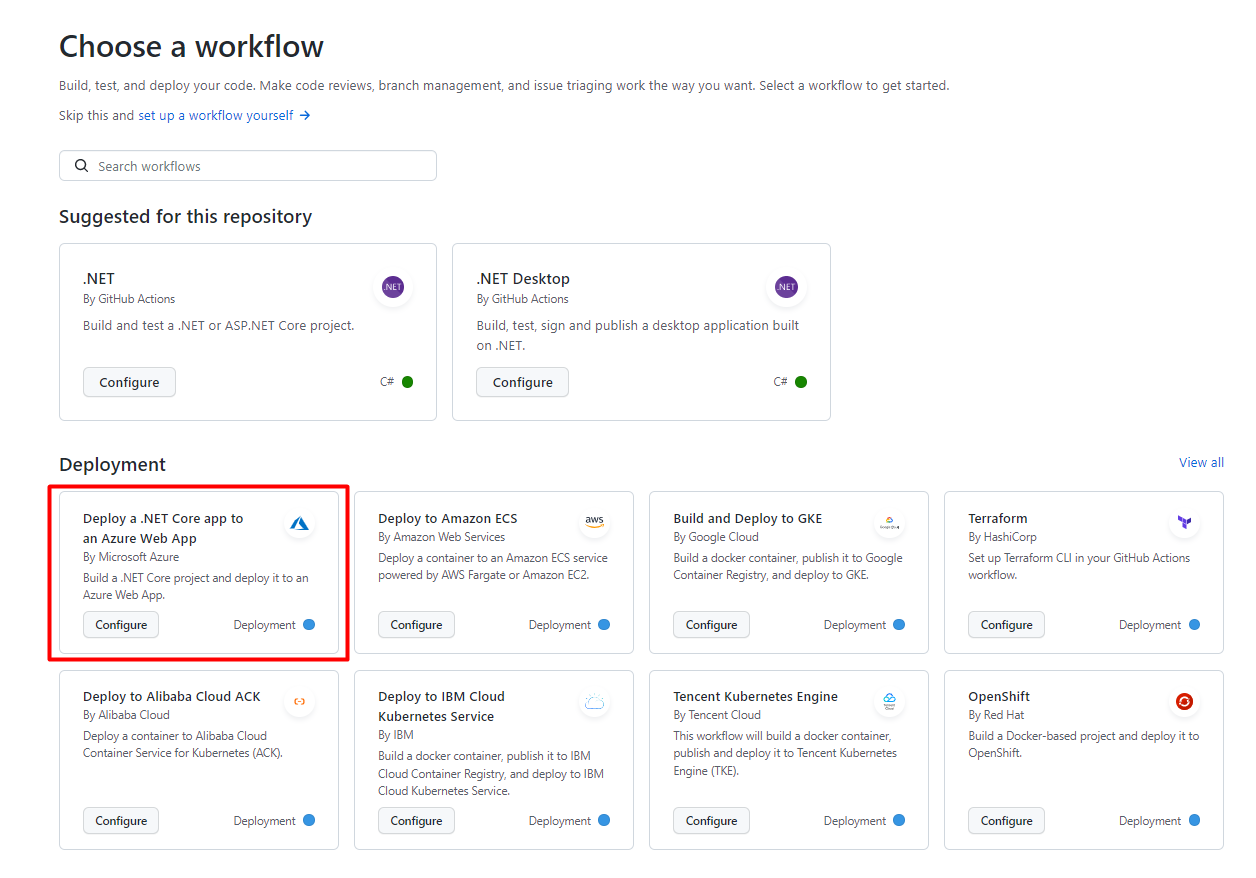 Choose a workflow
Build, test, and deploy your code. Make code reviews, branch management, and issue triaging work the way you want. Select a workflow to get started.
Skip this and set up a workflow yourself →
Search workflows
Suggested for this repository
.NET
By GitHub Actions
Build and test a .NET or ASP.NET Core project.
Configure
C#
.NET
.NET Desktop
By GitHub Actions
Build, test, sign and publish a desktop application built
on .NET.
Configure
C#
.NET
Deployment
View all
Deploy a .NET Core app to
an Azure Web App
By Microsoft Azure
Build a .NET Core project and deploy it to an
Azure Web App.
Configure
Deployment
Deploy to Amazon ECS
By Amazon Web Services
Deploy a container to an Amazon ECS service
powered by AWS Fargate or Amazon EC2.
Configure
Deployment
aws
Build and Deploy to GKE
By Google Cloud
Build a docker container, publish it to Google
Container Registry, and deploy to GKE.
Configure
Deployment
Terraform
By HashiCorp
Set up Terraform CLI in your GitHub Actions
workflow.
Configure
Deployment
Deploy to Alibaba Cloud ACK
By Alibaba Cloud
Deploy a container to Alibaba Cloud
Container Service for Kubernetes (ACK).
Configure
Deployment
Deploy to IBM Cloud
Kubernetes Service
By IBM
Build a docker container, publish it to IBM
Cloud Container Registry, and deploy to IBM
Cloud Kubernetes Service.
Configure
Deployment
Tencent Kubernetes Engine
By Tencent Cloud
This workflow will build a docker container,
publish and deploy it to Tencent Kubernetes
Engine (TKE).
Configure
Deployment
OpenShift
By Red Hat
Build a Docker-based project and deploy it to
OpenShift.
Configure
Deployment